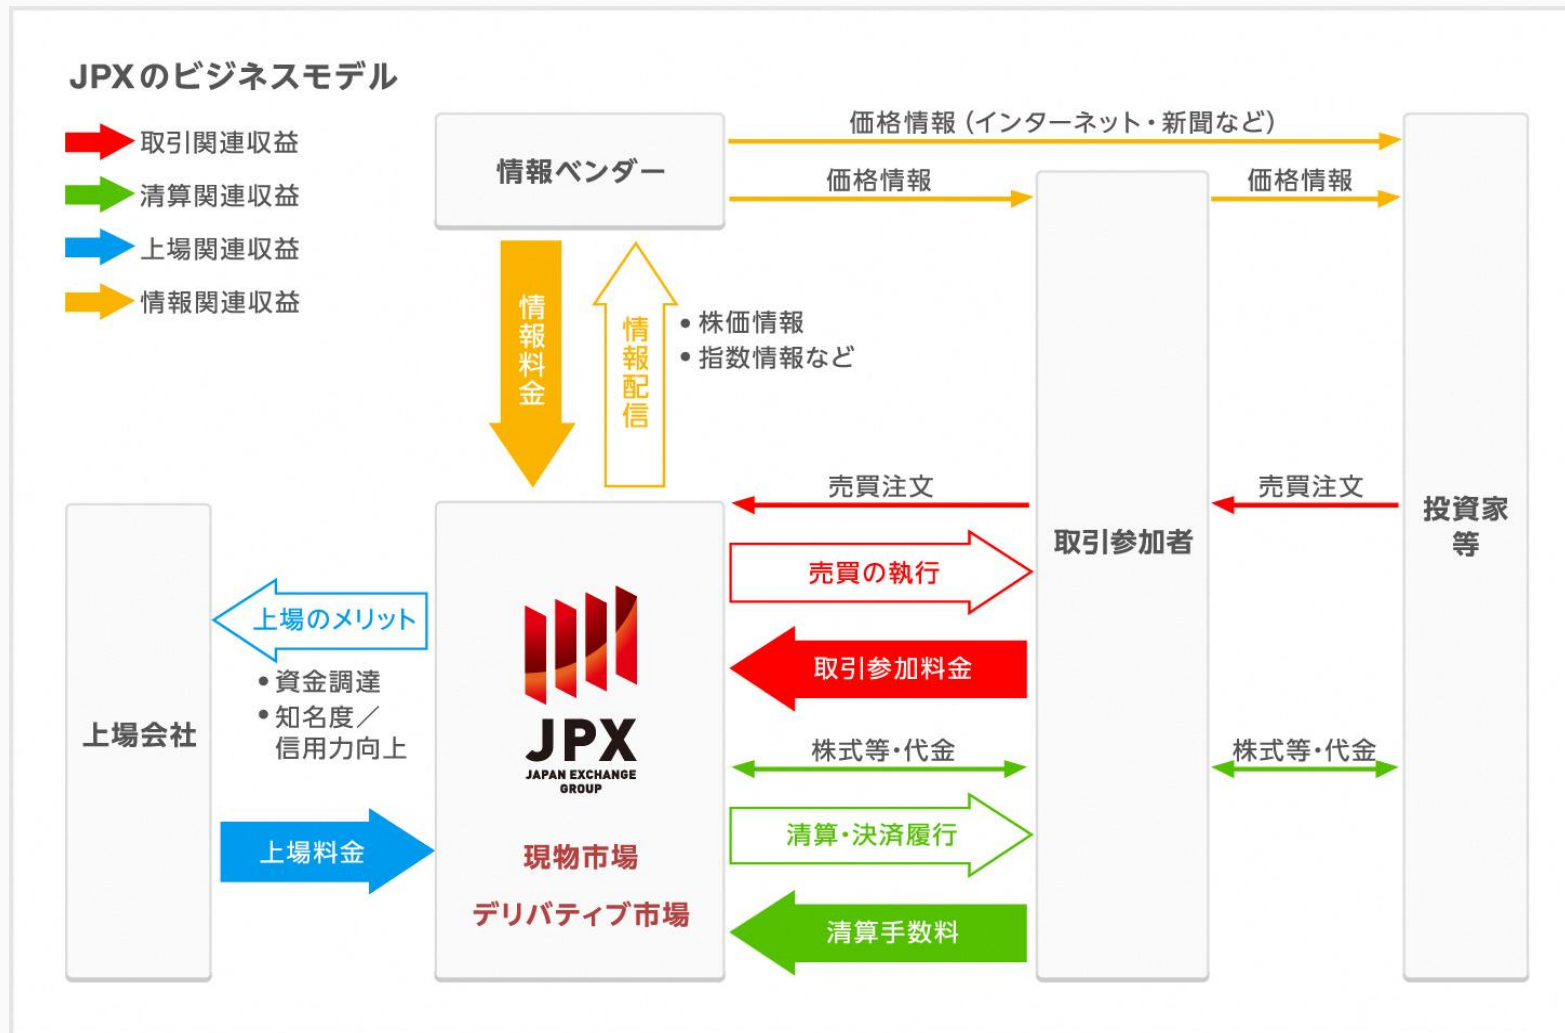 JPXのビジネスモデル
取引関連収益
清算関連収益
上場関連収益
情報関連収益
情報ベンダー
価格情報（インターネット・新聞など）
価格情報
価格情報
情報料金
情報配信
• 株価情報
• 指数情報など
売買注文
売買注文
取引参加者
投資家
等
売買の執行
上場のメリット
• 資金調達
• 知名度／
信用力向上
取引参加料金
上場会社
JPX
JAPAN EXCHANGE
GROUP
株式等・代金
株式等・代金
清算・決済履行
上場料金
現物市場
デリバティブ市場
清算手数料